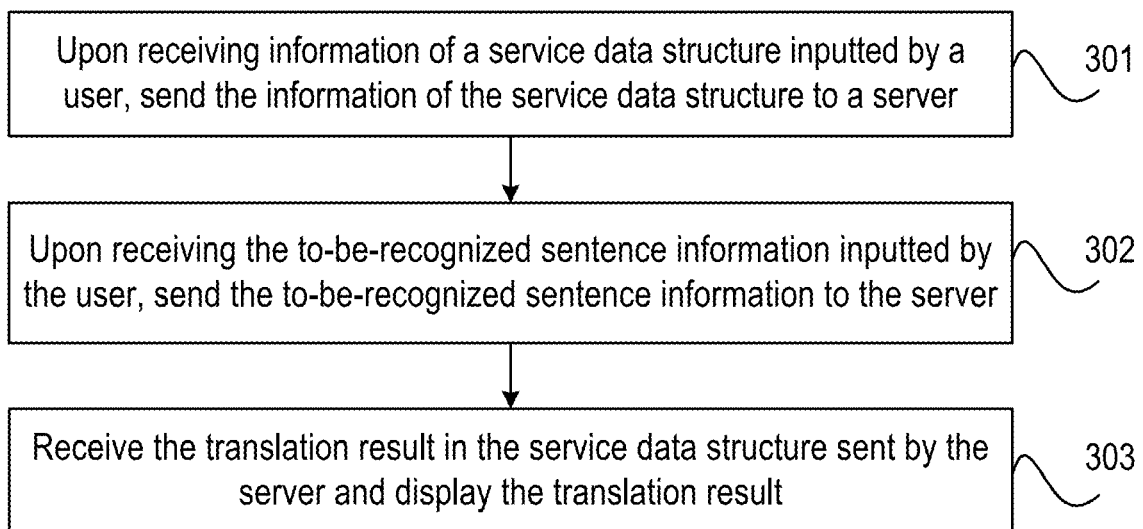 Upon receiving information of a service data structure inputted by a
user, send the information of the service data structure to a server
301
Upon receiving the to-be-recognized sentence information inputted by
the user, send the to-be-recognized sentence information to the server
302
Receive the translation result in the service data structure sent by the
server and display the translation result
303